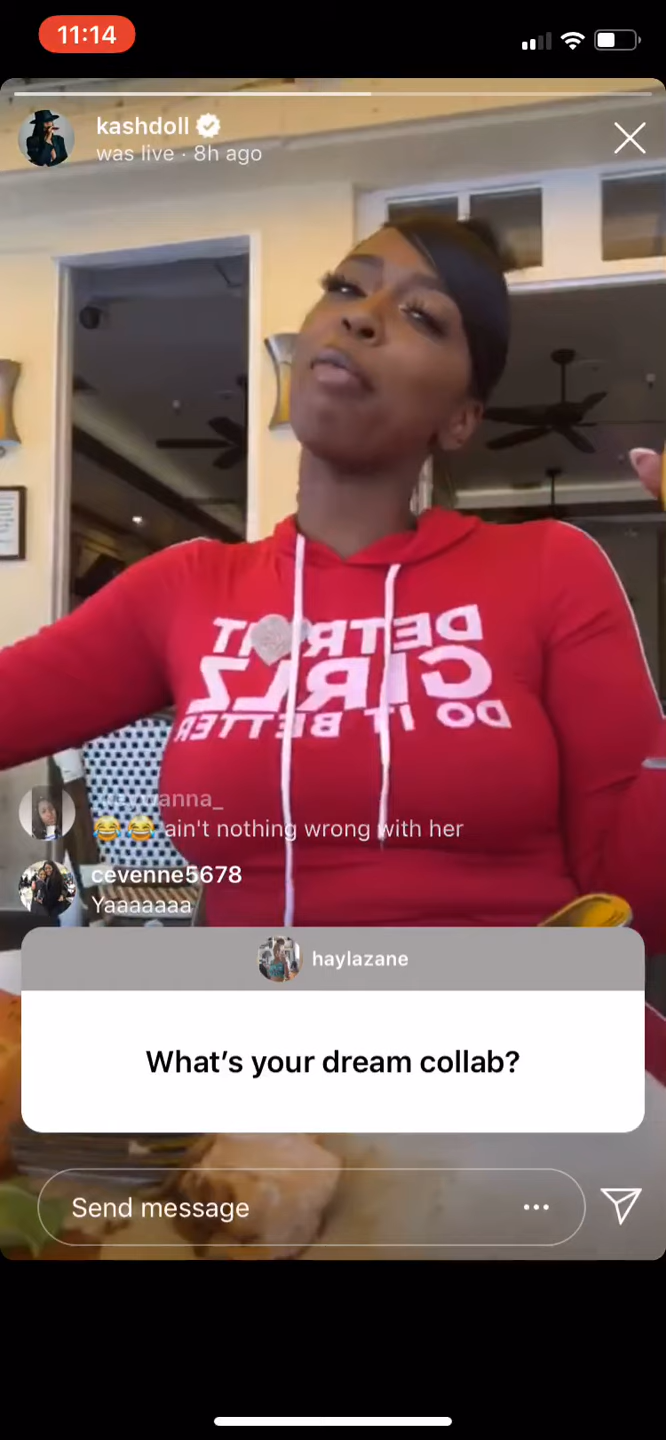 11:14
kashdoll
was live · 8h ago
DETROIT
GIRLZ
DO IT BETTER
anna_
😂😂 ain't nothing wrong with her
cevenne5678
Yaaaaaaa
haylazane
What's your dream collab?
Send message